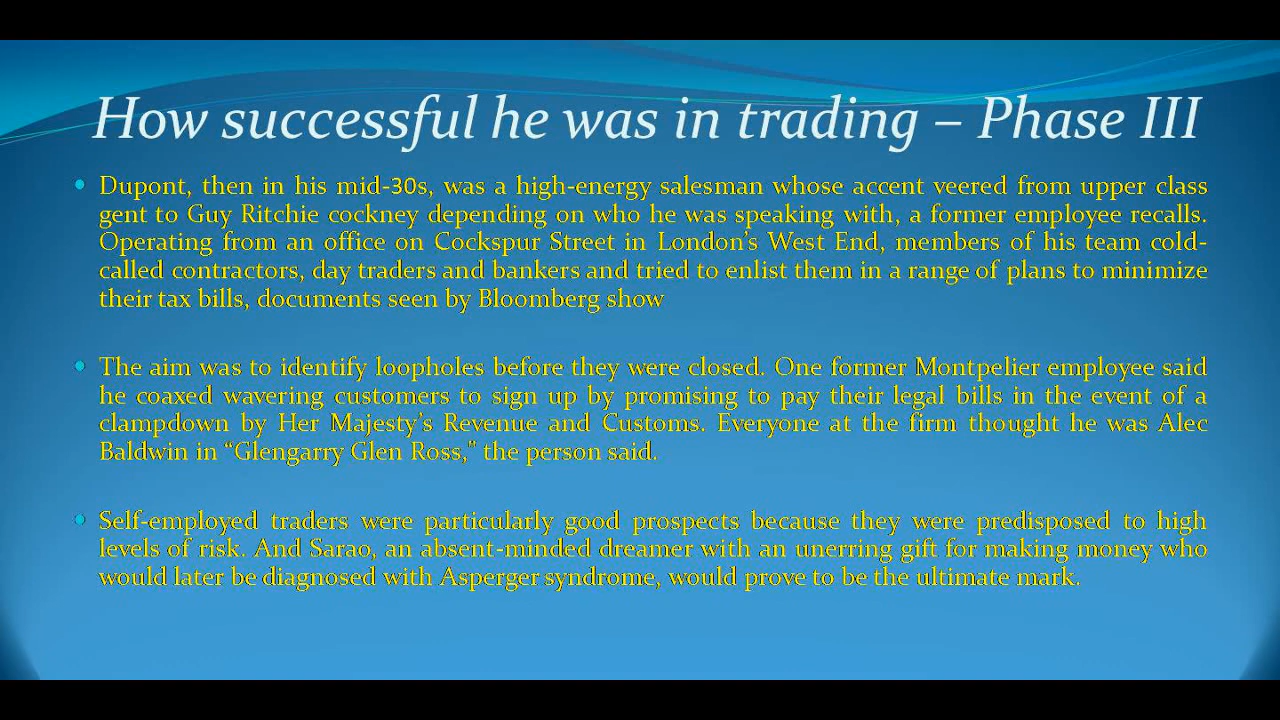 How successful he was in trading – Phase III
Dupont, then in his mid-30s, was a high-energy salesman whose accent veered from upper class
gent to Guy Ritchie cockney depending on who he was speaking with, a former employee recalls.
Operating from an office on Cockspur Street in London’s West End, members of his team cold-
called contractors, day traders and bankers and tried to enlist them in a range of plans to minimize
their tax bills, documents seen by Bloomberg show
The aim was to identify loopholes before they were closed. One former Montpelier employee said
he coaxed wavering customers to sign up by promising to pay their legal bills in the event of a
clampdown by Her Majesty’s Revenue and Customs. Everyone at the firm thought he was Alec
Baldwin in “Glengarry Glen Ross,” the person said.
Self-employed traders were particularly good prospects because they were predisposed to high
levels of risk. And Sarao, an absent-minded dreamer with an unerring gift for making money who
would later be diagnosed with Asperger syndrome, would prove to be the ultimate mark.